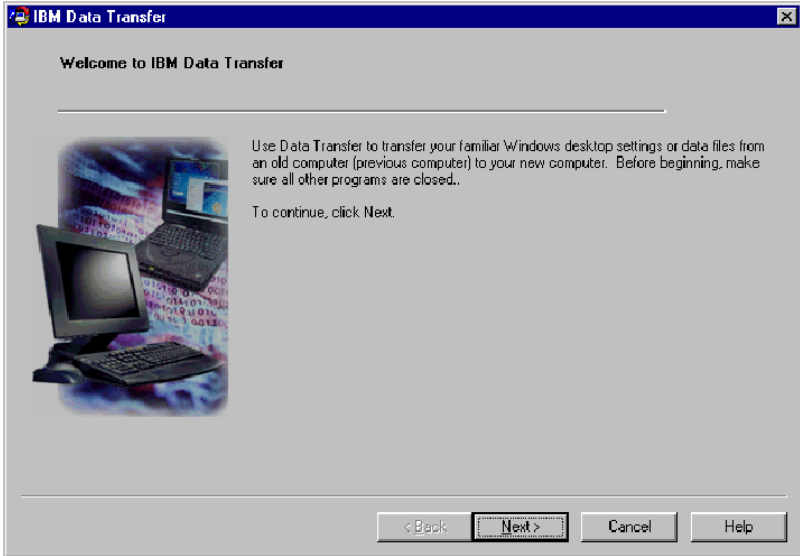 IBM Data Transfer
Welcome to IBM Data Transfer
Use Data Transfer to transfer your familiar Windows desktop settings or data files from
an old computer (previous computer) to your new computer. Before beginning, make
sure all other programs are closed..
To continue, click Next.
< Back
Next >
Cancel
Help